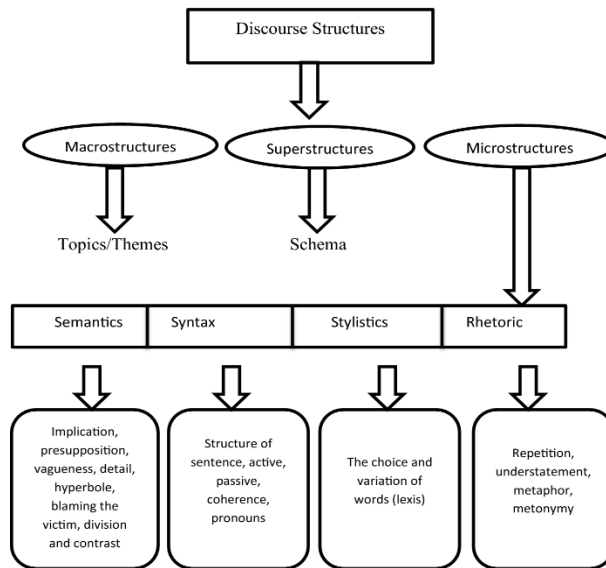 Discourse Structures
Macrostructures
Superstructures
Microstructures
Topics/Themes
Schema
Semantics
Syntax
Stylistics
Rhetoric
Implication,
presupposition,
vagueness, detail,
hyperbole,
blaming the
victim, division
and contrast
Structure of
sentence, active,
passive,
coherence,
pronouns
The choice and
variation of
words (lexis)
Repetition,
understatement,
metaphor,
metonymy